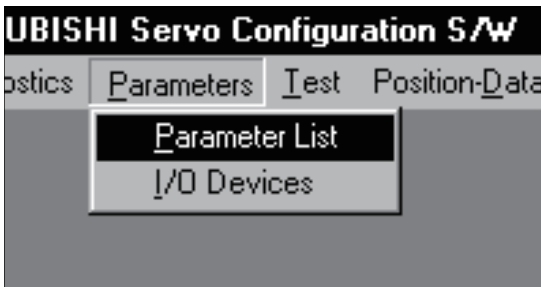 UBISHI Servo Configuration S/W
ostics Parameters Test Position-Data
Parameter List
I/O Devices